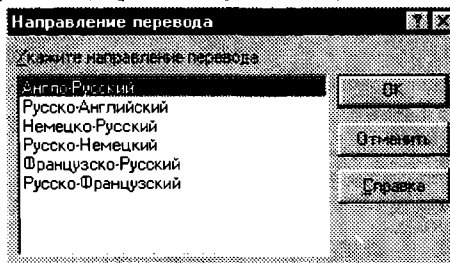 Направление перевода
Укажите направление перевода
Англо-Русский
Русско-Английский
Немецко-Русский
Русско-Немецкий
Французско-Русский
Русско-Французский
OK
Отменить
Справка